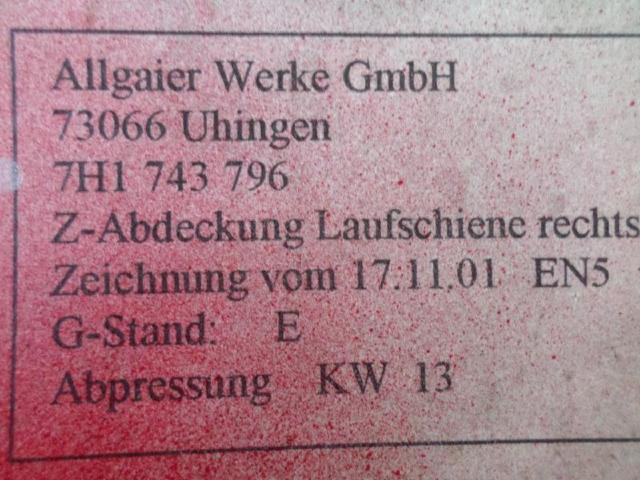 Allgaier Werke GmbH
73066 Uhingen
7H1 743 796
Z-Abdeckung Laufschiene rechts
Zeichnung vom 17.11.01 EN5
G-Stand: E
Abpressung KW 13